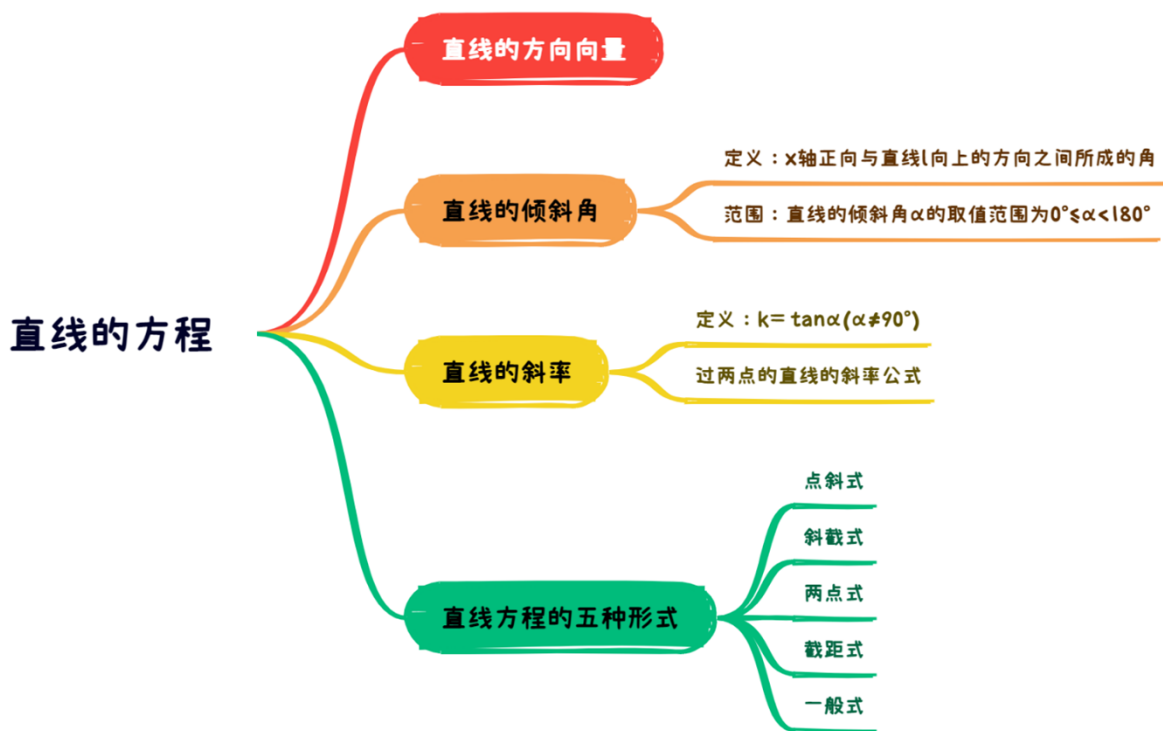 直线的方向向量
定义：x轴正向与直线l向上的方向之间所成的角
直线的倾斜角
范围：直线的倾斜角α的取值范围为0°≤α<180°
直线的方程
定义：k= tanα(α≠90°)
直线的斜率
过两点的直线的斜率公式
点斜式
斜截式
两点式
直线方程的五种形式
截距式
一般式